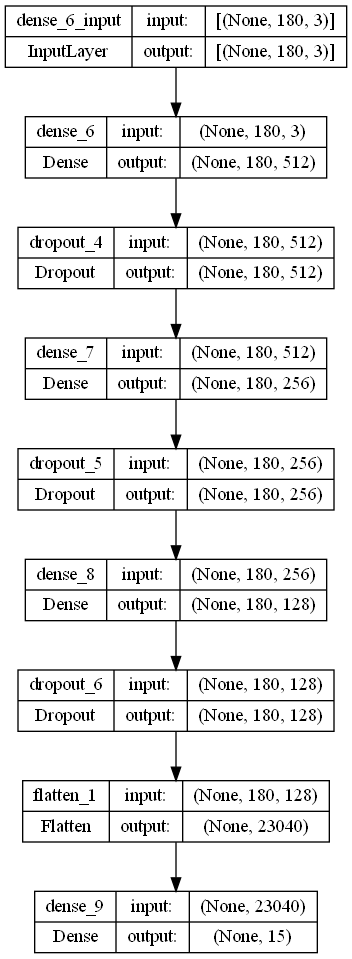 dense_6_input input: [(None, 180, 3)]
InputLayer output: [(None, 180, 3)]
dense_6 input: (None, 180, 3)
Dense output: (None, 180, 512)
dropout_4 input: (None, 180, 512)
Dropout output: (None, 180, 512)
dense_7 input: (None, 180, 512)
Dense output: (None, 180, 256)
dropout_5 input: (None, 180, 256)
Dropout output: (None, 180, 256)
dense_8 input: (None, 180, 256)
Dense output: (None, 180, 128)
dropout_6 input: (None, 180, 128)
Dropout output: (None, 180, 128)
flatten_1 input: (None, 180, 128)
Flatten output: (None, 23040)
dense_9 input: (None, 23040)
Dense output: (None, 15)